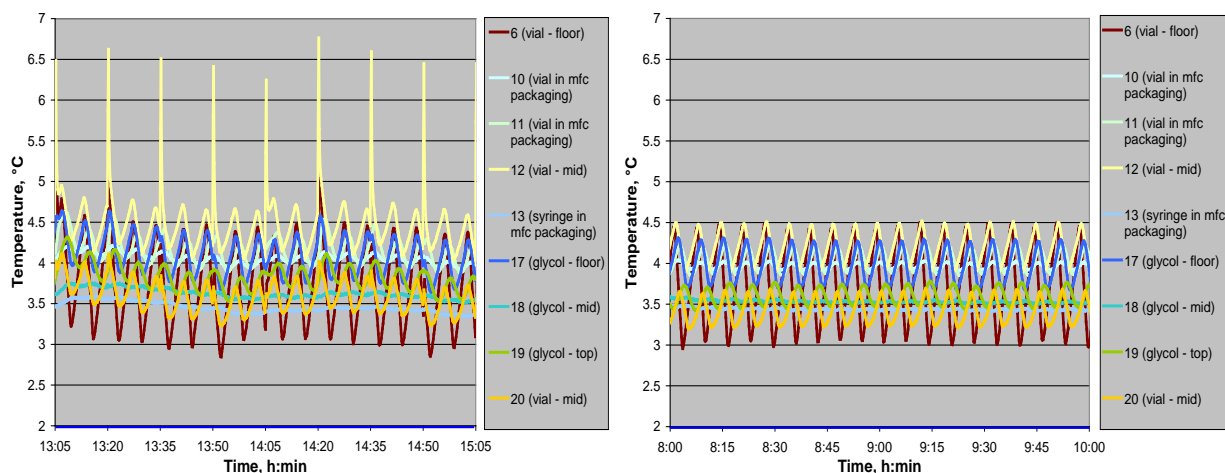 7
6.5
6
5.5
5
4.5
4
3.5
3
2.5
2
Temperature, °C
13:05 13:20 13:35 13:50 14:05 14:20 14:35 14:50 15:05
Time, h:min
6 (vial - floor)
10 (vial in mfc
packaging)
11 (vial in mfc
packaging)
12 (vial - mid)
13 (syringe in
mfc packaging)
17 (glycol - floor)
18 (glycol - mid)
19 (glycol - top)
20 (vial - mid)
7
6.5
6
5.5
5
4.5
4
3.5
3
2.5
2
Temperature, °C
8:00 8:15 8:30 8:45 9:00 9:15 9:30 9:45 10:00
Time, h:min
6 (vial - floor)
10 (vial in mfc
packaging)
11 (vial in mfc
packaging)
12 (vial - mid)
13 (syringe in
mfc packaging)
17 (glycol - floor)
18 (glycol - mid)
19 (glycol - top)
20 (vial - mid)